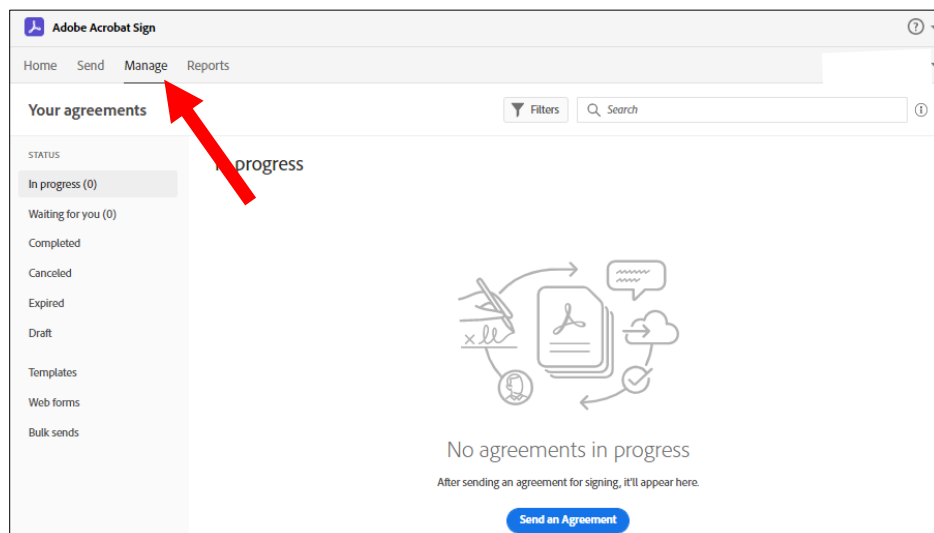 Adobe Acrobat Sign
Home Send Manage Reports
Your agreements
Filters
Search
STATUS
In progress (0)
Waiting for you (0)
Completed
Canceled
Expired
Draft
Templates
Web forms
Bulk sends
In progress
No agreements in progress
After sending an agreement for signing, it'll appear here.
Send an Agreement